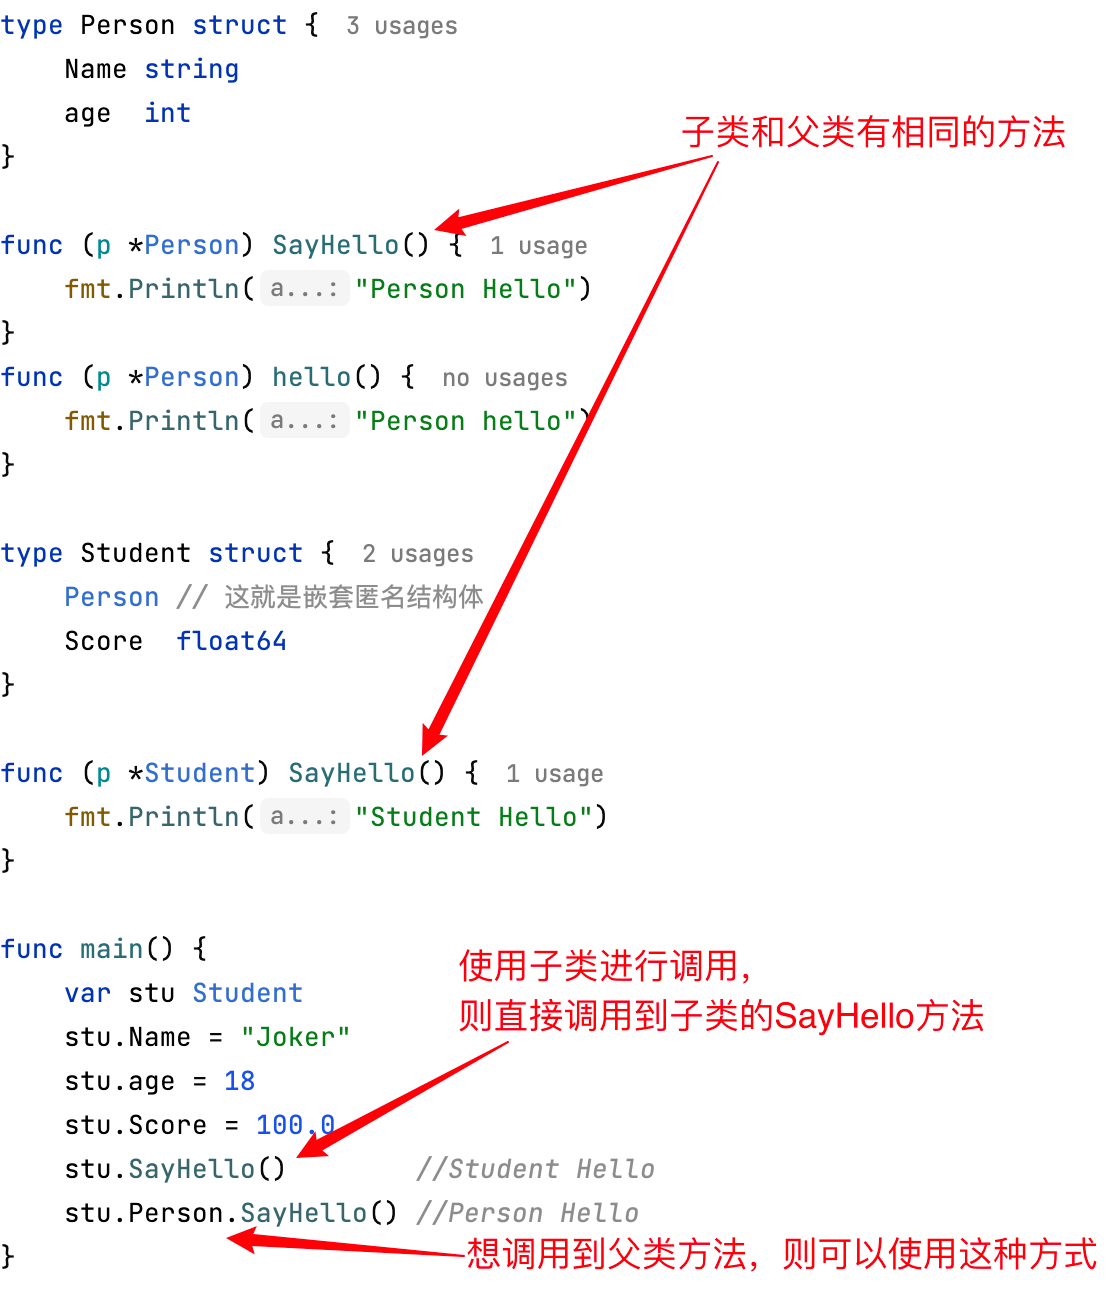 type Person struct { 3 usages
Name string
age int
}
子类和父类有相同的方法
func (p *Person) SayHello() { 1 usage
fmt.Println(a...: "Person Hello")
}
func (p *Person) hello() { no usages
fmt.Println(a...: "Person hello")
}
type Student struct { 2 usages
Person // 这就是嵌套匿名结构体
Score float64
}
func (p *Student) SayHello() { 1 usage
fmt.Println(a...: "Student Hello")
}
func main() {
使用子类进行调用，
则直接调用到子类的SayHello方法
var stu Student
stu.Name = "Joker"
stu.age = 18
stu.Score = 100.0
stu.SayHello() //Student Hello
stu.Person.SayHello() //Person Hello
想调用到父类方法，则可以使用这种方式
}